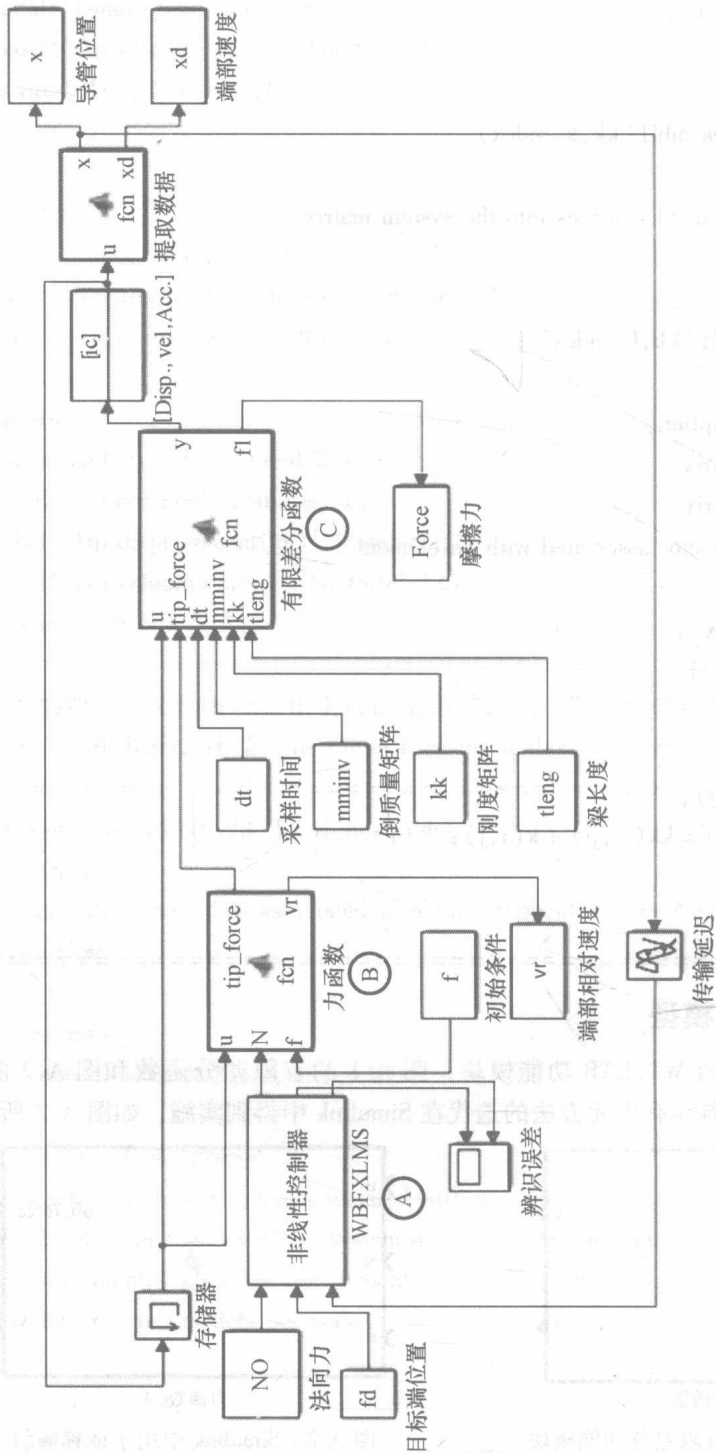 NO
法向力
fd
目标端位置
存储器
非线性控制器
WBFXLMS
A
u
N
f
tip_force
fcn
vr
力函数
B
辨识误差
f
初始条件
vr
端部相对速度
传输延迟
dt
采样时间
mminv
倒质量矩阵
kk
刚度矩阵
tleng
梁长度
u
tip_force
dt
mminv
kk
tleng
fcn
y
f1
有限差分函数
C
Force
摩擦力
[ic]
[Disp., vel,Acc.]
u
fcn
x
xd
提取数据
x
导管位置
xd
端部速度